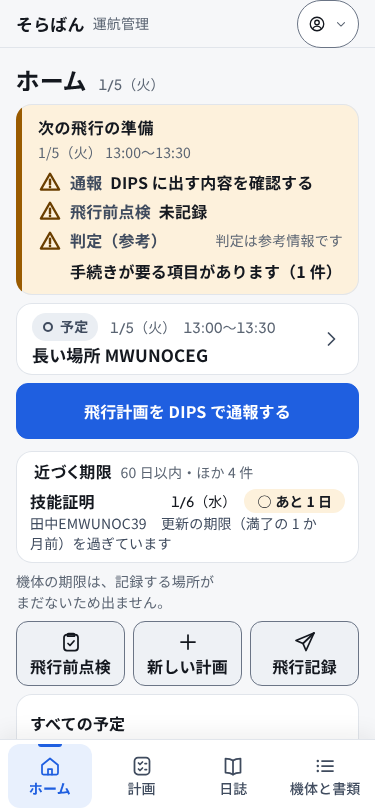 そらばん 運航管理
ホーム 1/5（火）
次の飛行の準備
1/5（火） 13:00〜13:30
通報 DIPS に出す内容を確認する
飛行前点検 未記録
判定（参考） 判定は参考情報です
手続きが要る項目があります（1 件）
予定 1/5（火） 13:00〜13:30
長い場所 MWUNOCEG
飛行計画を DIPS で通報する
近づく期限 60 日以内・ほか 4 件
技能証明 1/6（水） あと 1 日
田中EMWUNOC39 更新の期限（満了の 1 か
月前）を過ぎています
機体の期限は、記録する場所が
まだないため出ません。
飛行前点検 新しい計画 飛行記録
すべての予定
ホーム 計画 日誌 機体と書類